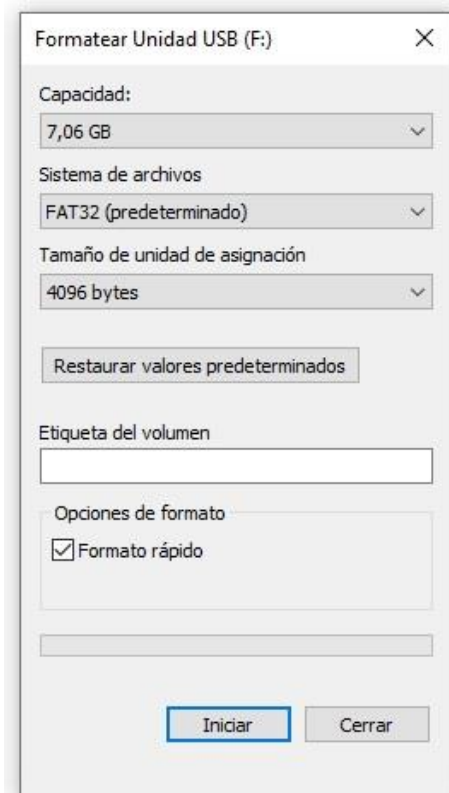 Formatear Unidad USB (F:)
Capacidad:
7,06 GB
Sistema de archivos
FAT32 (predeterminado)
Tamaño de unidad de asignación
4096 bytes
Restaurar valores predeterminados
Etiqueta del volumen
Opciones de formato
Formato rápido
Iniciar Cerrar